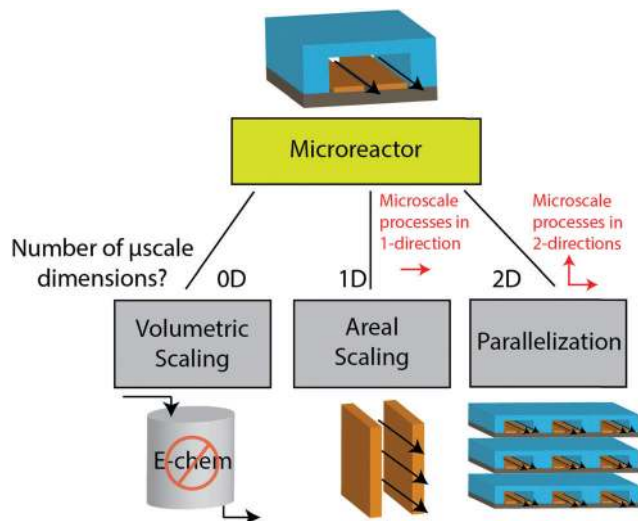 Microreactor
Microscale
processes in
1-direction
Microscale
processes in
2-directions
Number of µscale
dimensions?
0D
1D
2D
Volumetric
Scaling
Areal
Scaling
Parallelization
E-chem